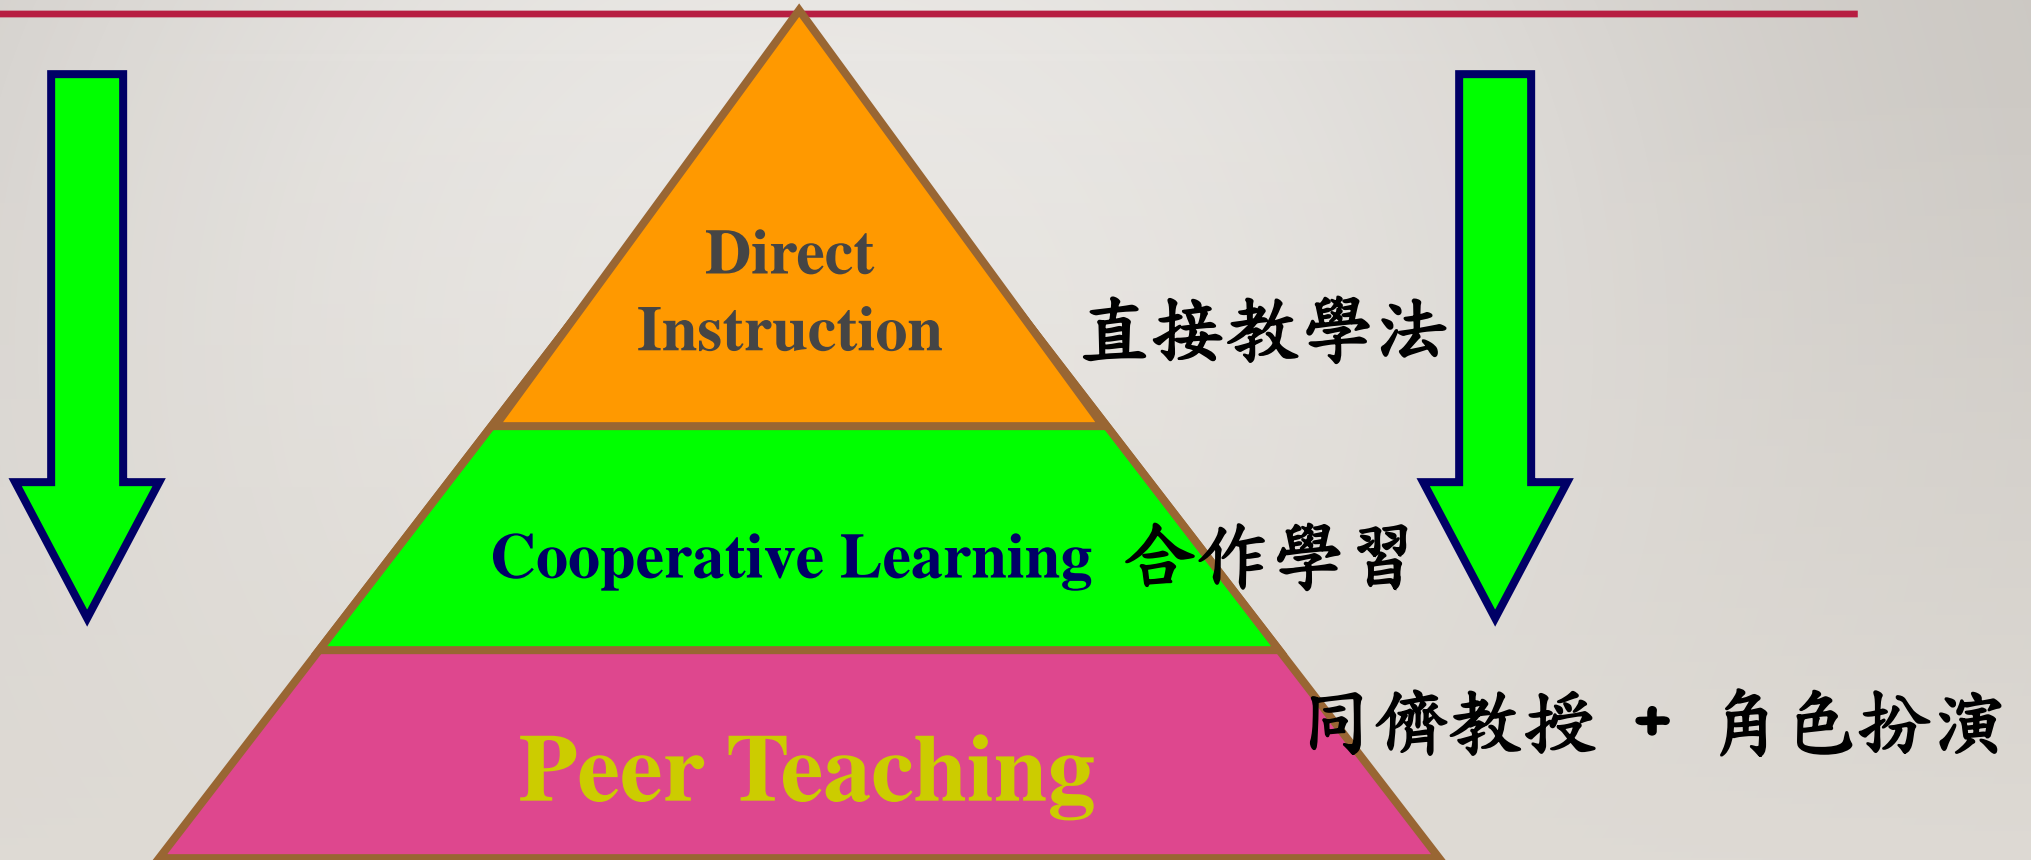 Direct
Instruction
直接教學法
Cooperative Learning 合作學習
同儕教授 + 角色扮演
Peer Teaching